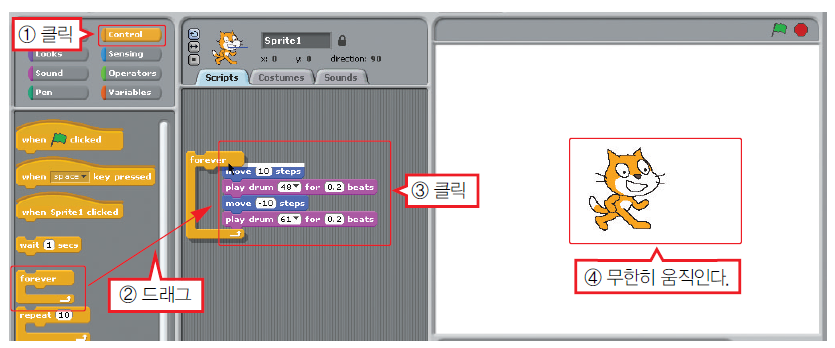 ① 클릭
Control
Looks
Sensing
Sound
Operators
Pen
Variables
when clicked
when space key pressed
when Sprite1 clicked
wait 1 secs
forever
repeat 10
② 드래그
Sprite1
x: 0 y: 0 direction: 90
Scripts
Costumes
Sounds
forever
move 10 steps
play drum 48 for 0.2 beats
move -10 steps
play drum 61 for 0.2 beats
③ 클릭
④ 무한히 움직인다.